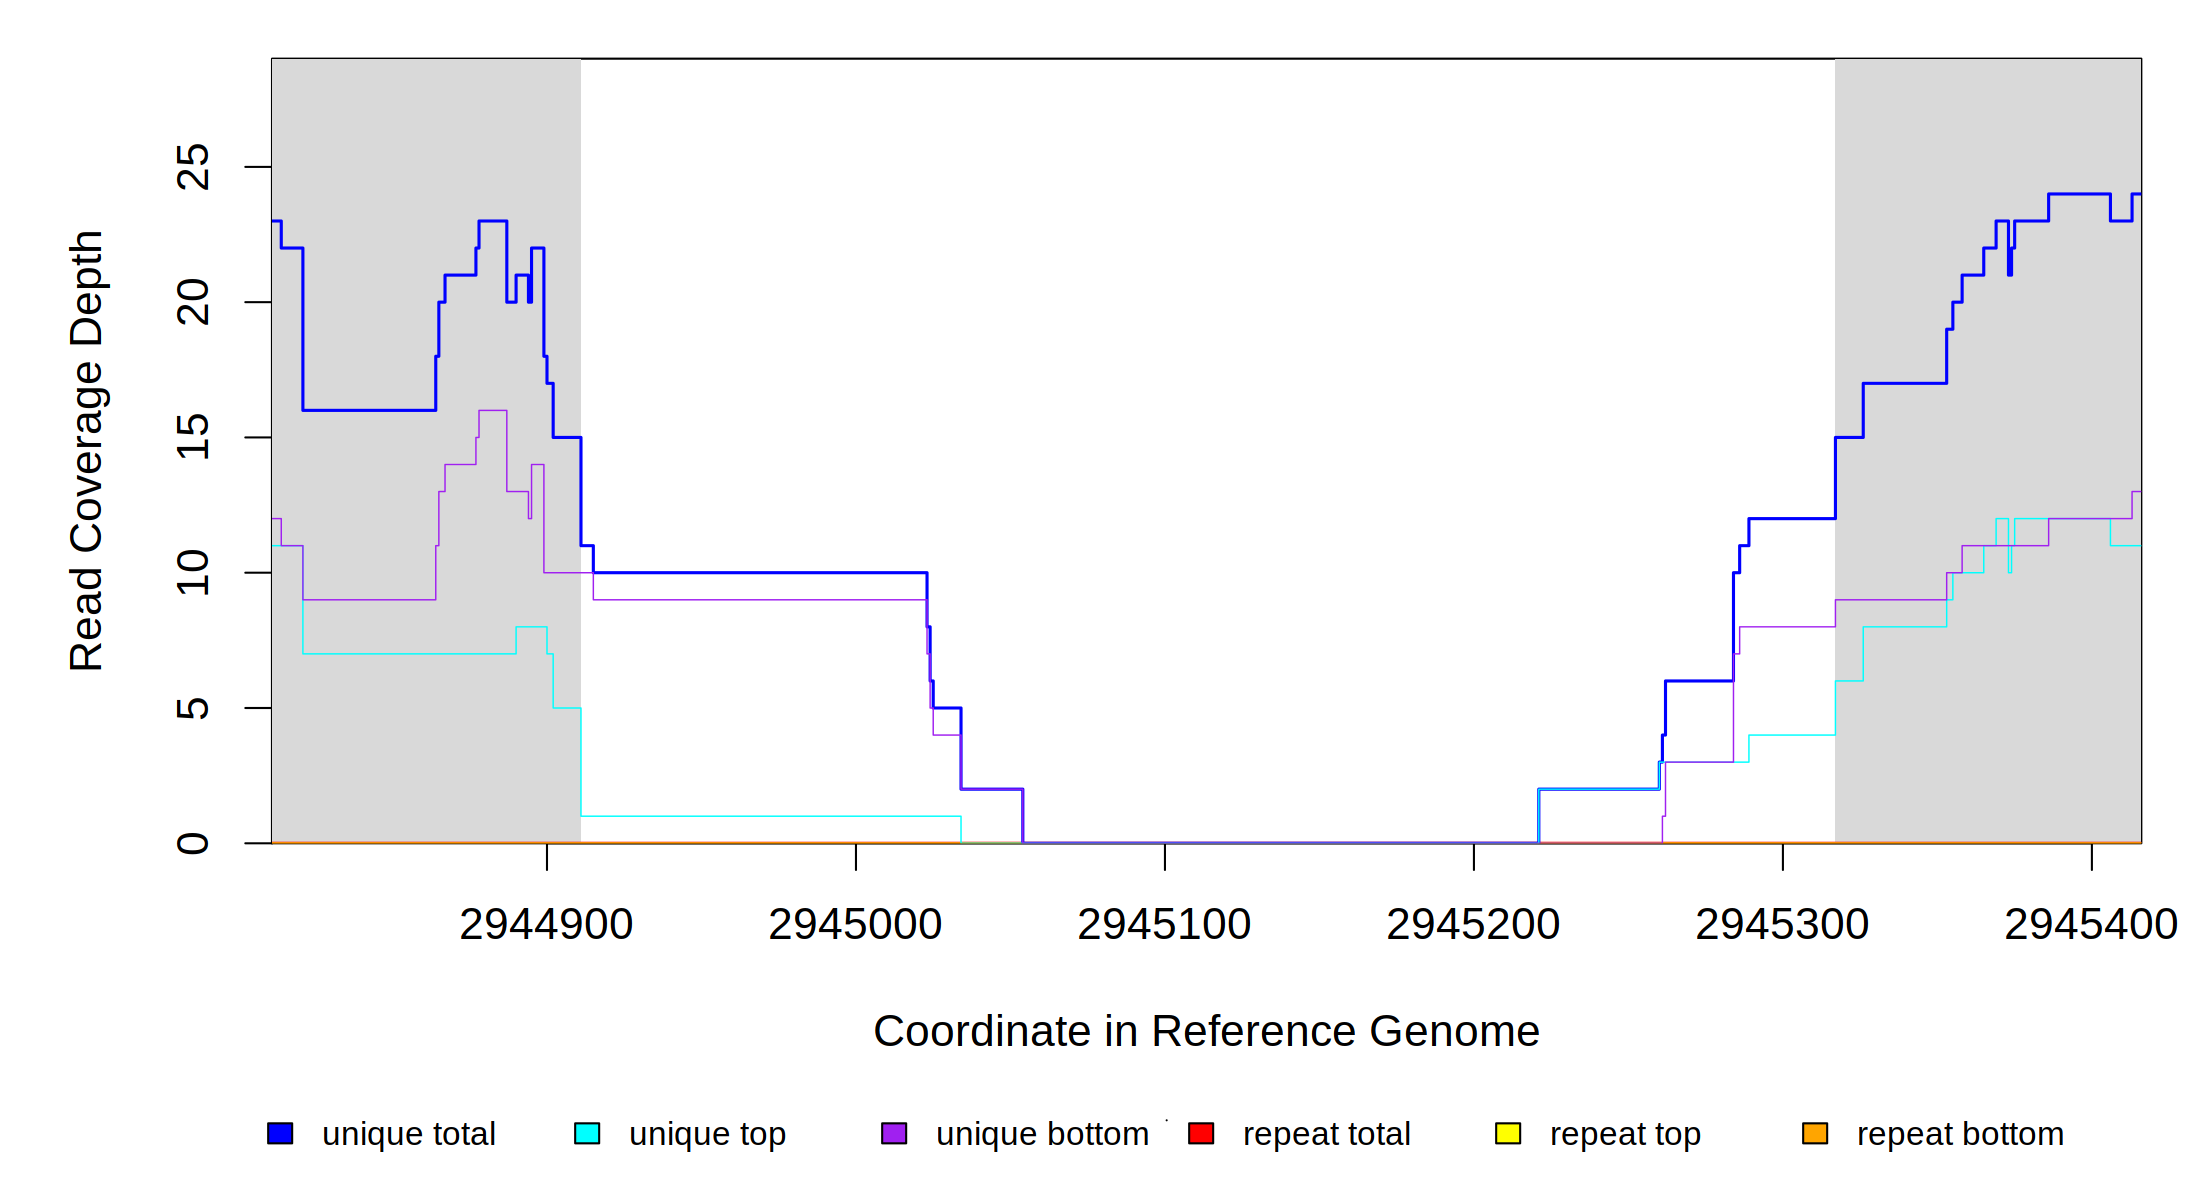 Read Coverage Depth
25
20
15
10
5
0
2944900 2945000 2945100 2945200 2945300 2945400
Coordinate in Reference Genome
unique total unique top unique bottom repeat total repeat top repeat bottom